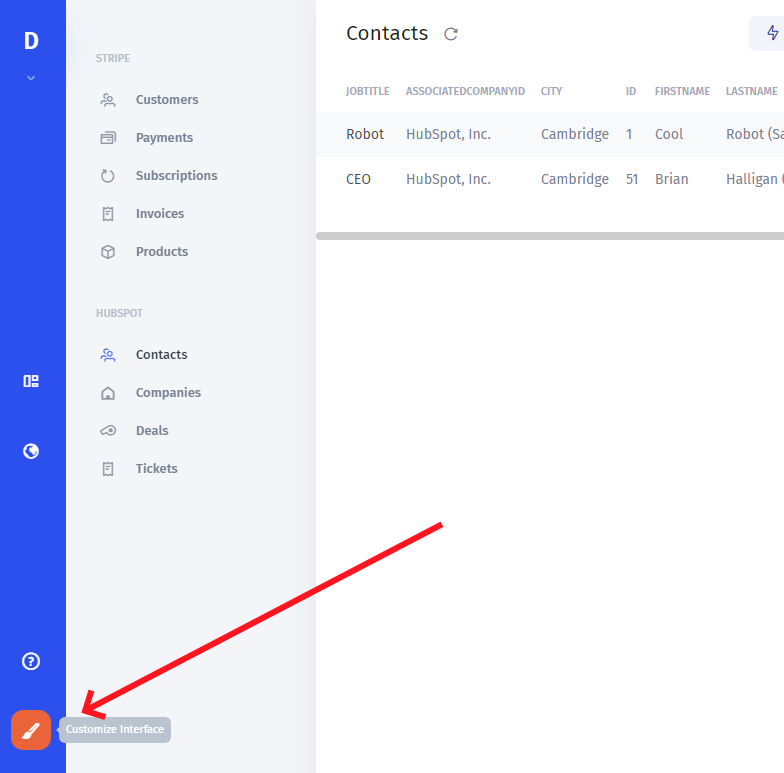 D
STRIPE
Customers
Payments
Subscriptions
Invoices
Products
HUBSPOT
Contacts
Companies
Deals
Tickets
?
Customize Interface
Contacts
JOBTITLE ASSOCIATEDCOMPANYID CITY ID FIRSTNAME LASTNAME
Robot HubSpot, Inc. Cambridge 1 Cool Robot (Sa
CEO HubSpot, Inc. Cambridge 51 Brian Halligan (